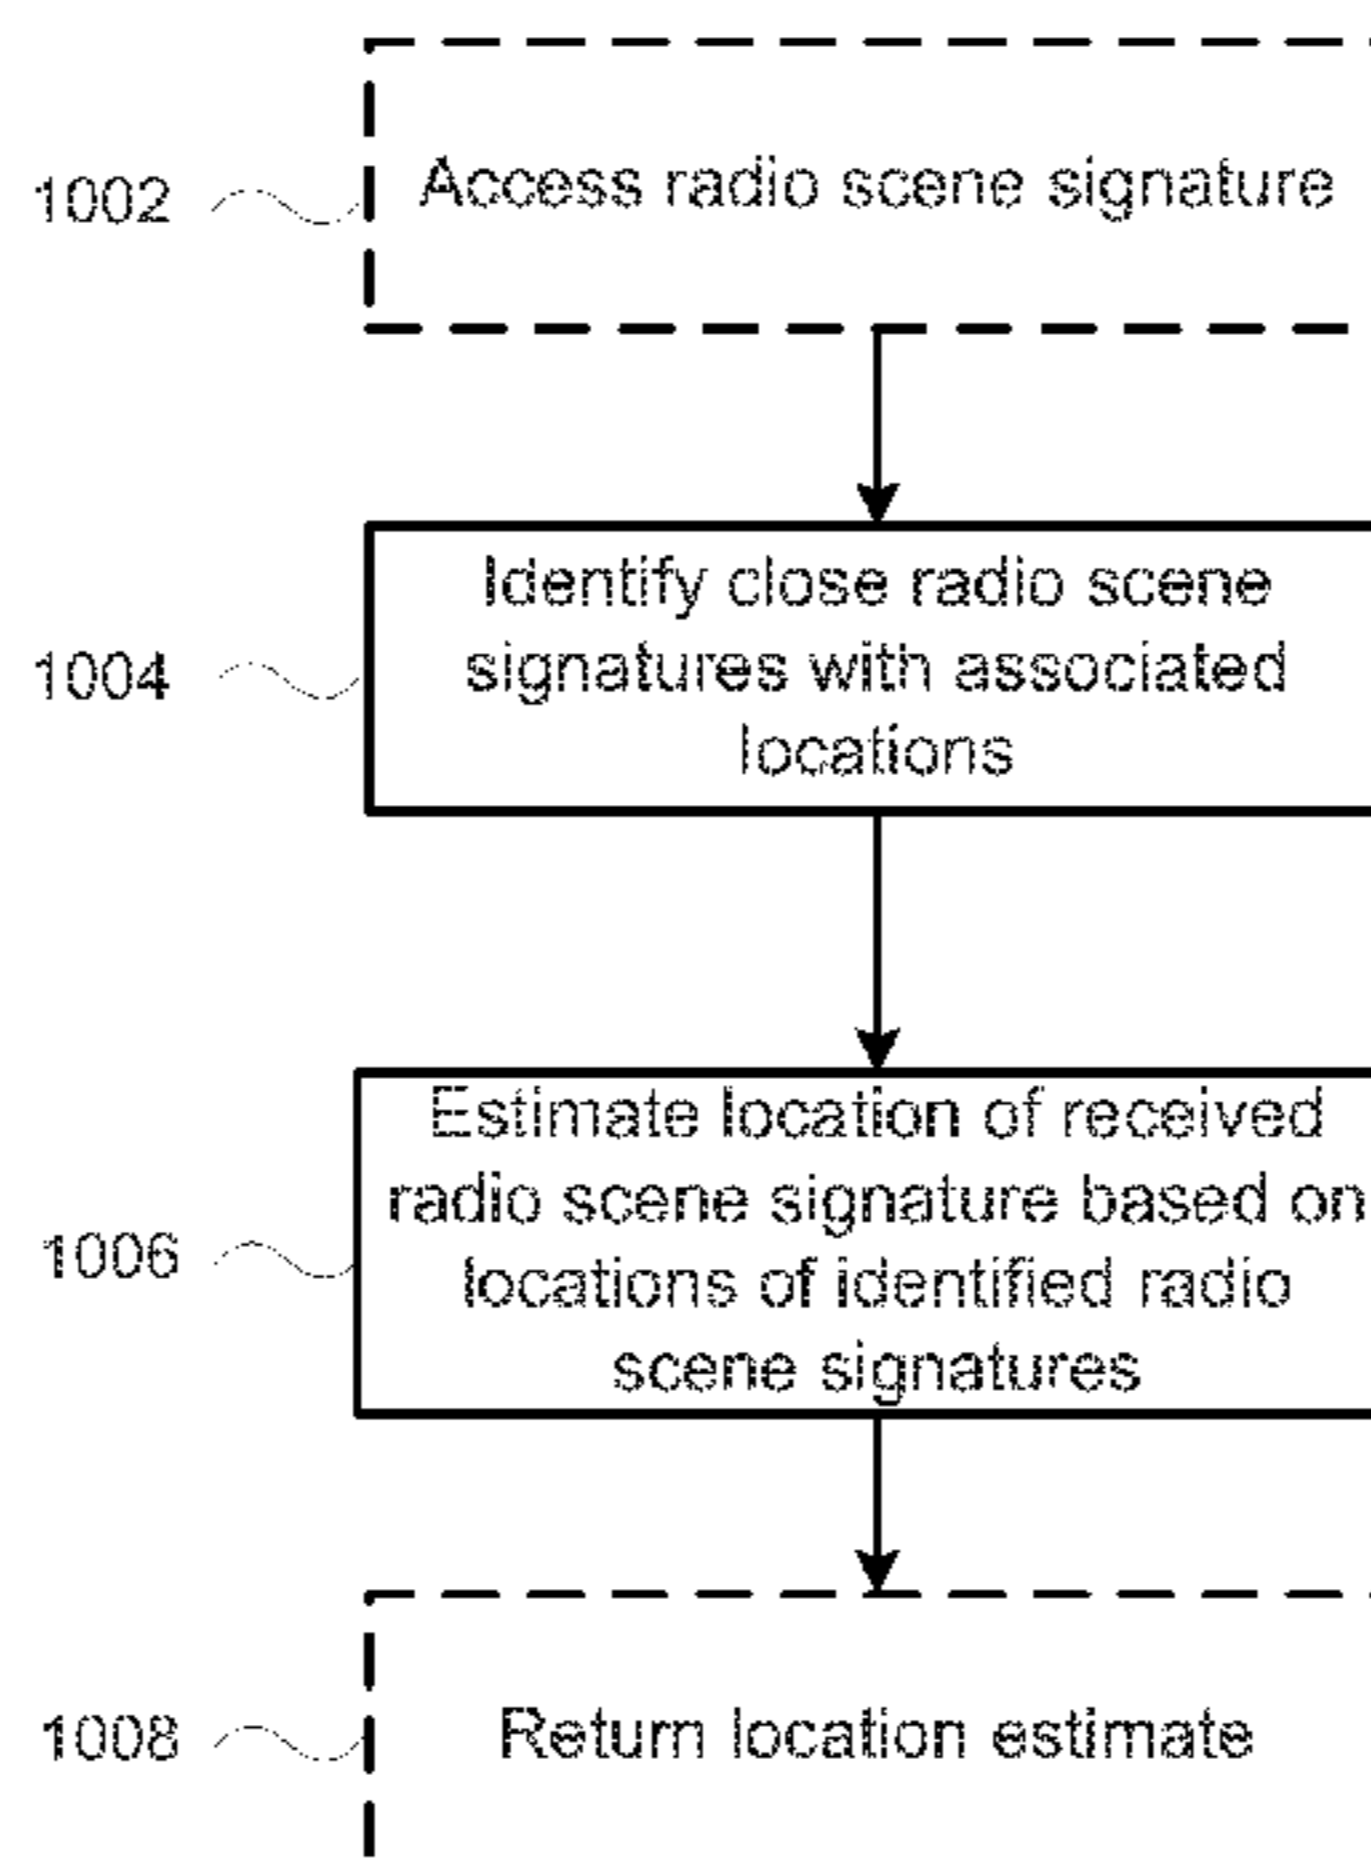 1002
Access radio scene signature
1004
Identify close radio scene
signatures with associated
locations
1006
Estimate location of received
radio scene signature based on
locations of identified radio
scene signatures
1008
Return location estimate